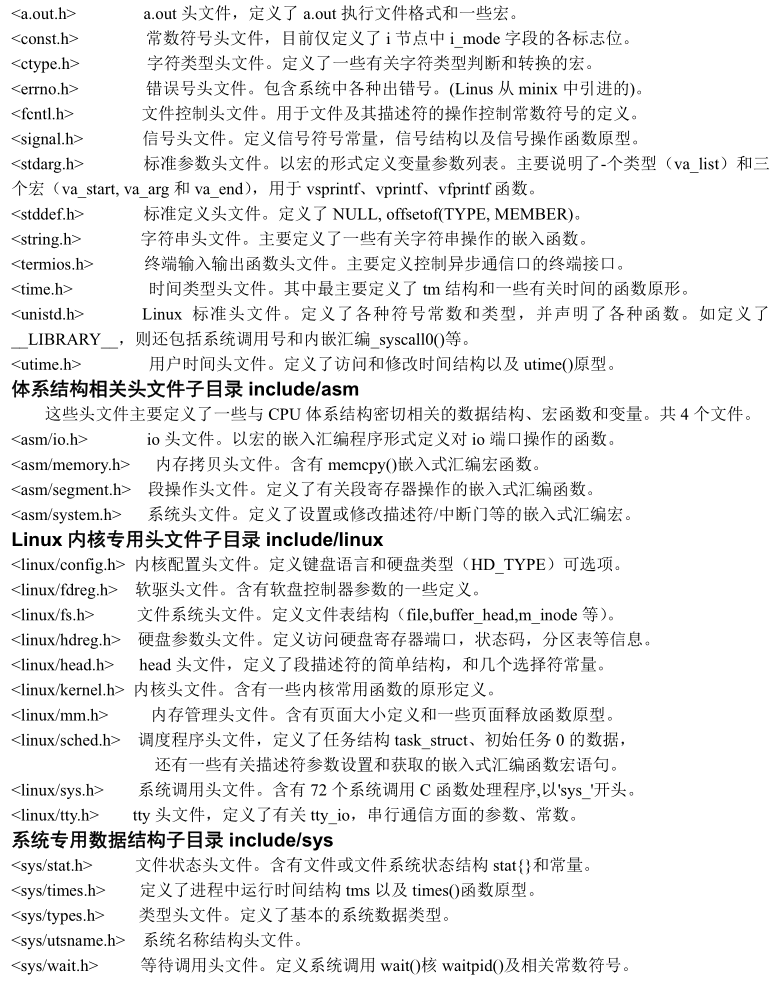 <a.out.h> a.out 头文件，定义了 a.out 执行文件格式和一些宏。
<const.h> 常数符号头文件，目前仅定义了 i 节点中 i_mode 字段的各标志位。
<ctype.h> 字符类型头文件。定义了一些有关字符类型判断和转换的宏。
<errno.h> 错误号头文件。包含系统中各种出错号。(Linus 从 minix 中引进的)。
<fcntl.h> 文件控制头文件。用于文件及其描述符的操作控制常数符号的定义。
<signal.h> 信号头文件。定义信号符号常量，信号结构以及信号操作函数原型。
<stdarg.h> 标准参数头文件。以宏的形式定义变量参数列表。主要说明了-个类型（va_list）和三
个宏（va_start, va_arg 和 va_end），用于 vsprintf、vprintf、vfprintf 函数。
<stddef.h> 标准定义头文件。定义了 NULL, offsetof(TYPE, MEMBER)。
<string.h> 字符串头文件。主要定义了一些有关字符串操作的嵌入函数。
<termios.h> 终端输入输出函数头文件。主要定义控制异步通信口的终端接口。
<time.h> 时间类型头文件。其中最主要定义了 tm 结构和一些有关时间的函数原形。
<unistd.h> Linux 标准头文件。定义了各种符号常数和类型，并声明了各种函数。如定义了
__LIBRARY__，则还包括系统调用号和内嵌汇编_syscall0()等。
<utime.h> 用户时间头文件。定义了访问和修改时间结构以及 utime()原型。
体系结构相关头文件子目录 include/asm
这些头文件主要定义了一些与 CPU 体系结构密切相关的数据结构、宏函数和变量。共 4 个文件。
<asm/io.h> io 头文件。以宏的嵌入汇编程序形式定义对 io 端口操作的函数。
<asm/memory.h> 内存拷贝头文件。含有 memcpy()嵌入式汇编宏函数。
<asm/segment.h> 段操作头文件。定义了有关段寄存器操作的嵌入式汇编函数。
<asm/system.h> 系统头文件。定义了设置或修改描述符/中断门等的嵌入式汇编宏。
Linux 内核专用头文件子目录 include/linux
<linux/config.h> 内核配置头文件。定义键盘语言和硬盘类型（HD_TYPE）可选项。
<linux/fdreg.h> 软驱头文件。含有软盘控制器参数的一些定义。
<linux/fs.h> 文件系统头文件。定义文件表结构（file,buffer_head,m_inode 等）。
<linux/hdreg.h> 硬盘参数头文件。定义访问硬盘寄存器端口，状态码，分区表等信息。
<linux/head.h> head 头文件，定义了段描述符的简单结构，和几个选择符常量。
<linux/kernel.h> 内核头文件。含有一些内核常用函数的原形定义。
<linux/mm.h> 内存管理头文件。含有页面大小定义和一些页面释放函数原型。
<linux/sched.h> 调度程序头文件，定义了任务结构 task_struct、初始任务 0 的数据，
还有一些有关描述符参数设置和获取的嵌入式汇编函数宏语句。
<linux/sys.h> 系统调用头文件。含有 72 个系统调用 C 函数处理程序,以'sys_'开头。
<linux/tty.h> tty 头文件，定义了有关 tty_io，串行通信方面的参数、常数。
系统专用数据结构子目录 include/sys
<sys/stat.h> 文件状态头文件。含有文件或文件系统状态结构 stat{}和常量。
<sys/times.h> 定义了进程中运行时间结构 tms 以及 times()函数原型。
<sys/types.h> 类型头文件。定义了基本的系统数据类型。
<sys/utsname.h> 系统名称结构头文件。
<sys/wait.h> 等待调用头文件。定义系统调用 wait()核 waitpid()及相关常数符号。